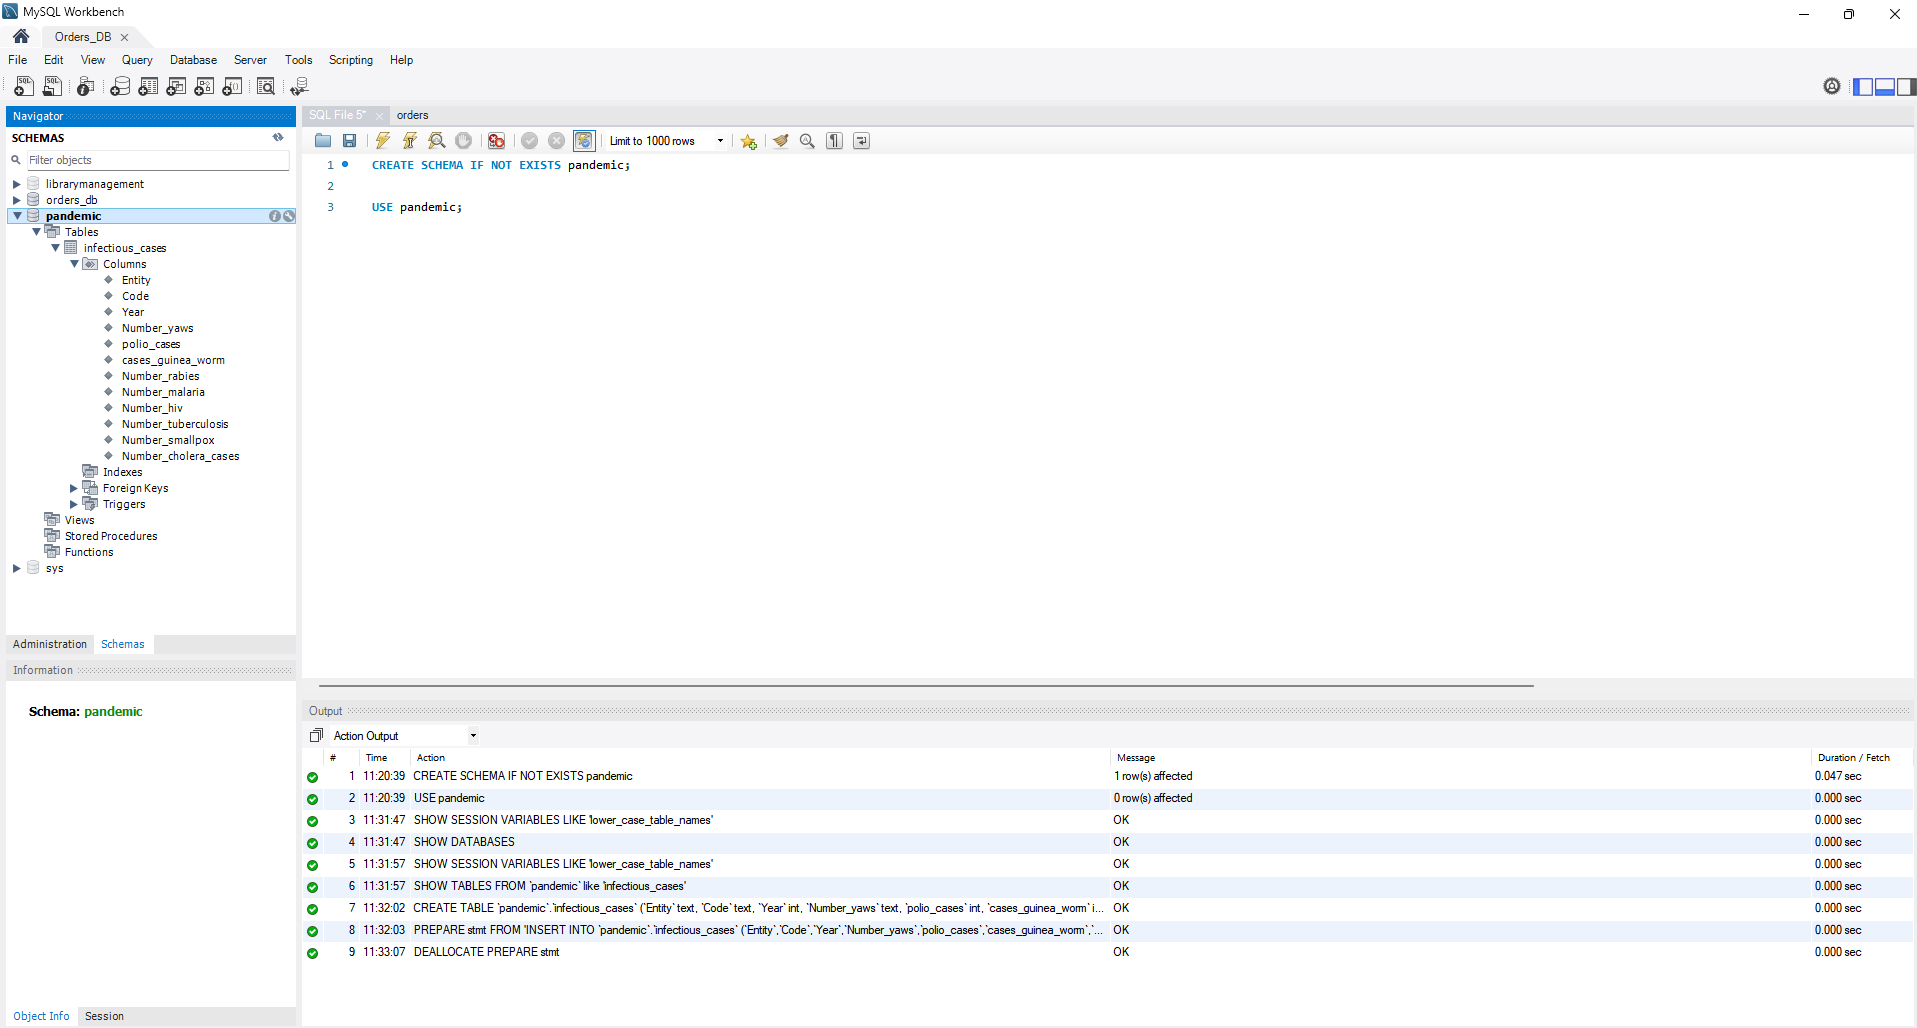 MySQL Workbench
Orders_DB
File Edit View Query Database Server Tools Scripting Help
Navigator
SCHEMAS
Filter objects
librarymanagement
orders_db
pandemic
Tables
infectious_cases
Columns
Entity
Code
Year
Number_yaws
polio_cases
cases_guinea_worm
Number_rabies
Number_malaria
Number_hiv
Number_tuberculosis
Number_smallpox
Number_cholera_cases
Indexes
Foreign Keys
Triggers
Views
Stored Procedures
Functions
sys
Administration Schemas
Information
Schema: pandemic
Object Info Session
SQL File 5* orders
Limit to 1000 rows
1 CREATE SCHEMA IF NOT EXISTS pandemic;
2
3 USE pandemic;
Output
Action Output
# Time Action Message Duration / Fetch
1 11:20:39 CREATE SCHEMA IF NOT EXISTS pandemic 1 row(s) affected 0.047 sec
2 11:20:39 USE pandemic 0 row(s) affected 0.000 sec
3 11:31:47 SHOW SESSION VARIABLES LIKE 'lower_case_table_names' OK 0.000 sec
4 11:31:47 SHOW DATABASES OK 0.000 sec
5 11:31:57 SHOW SESSION VARIABLES LIKE 'lower_case_table_names' OK 0.000 sec
6 11:31:57 SHOW TABLES FROM `pandemic` like 'infectious_cases' OK 0.000 sec
7 11:32:02 CREATE TABLE `pandemic`.`infectious_cases` (`Entity` text, `Code` text, `Year` int, `Number_yaws` text, `polio_cases` int, `cases_guinea_worm` i... OK 0.000 sec
8 11:32:03 PREPARE stmt FROM 'INSERT INTO `pandemic`.`infectious_cases` (`Entity`,`Code`,`Year`,`Number_yaws`,`polio_cases`,`cases_guinea_worm`,`... OK 0.000 sec
9 11:33:07 DEALLOCATE PREPARE stmt OK 0.000 sec